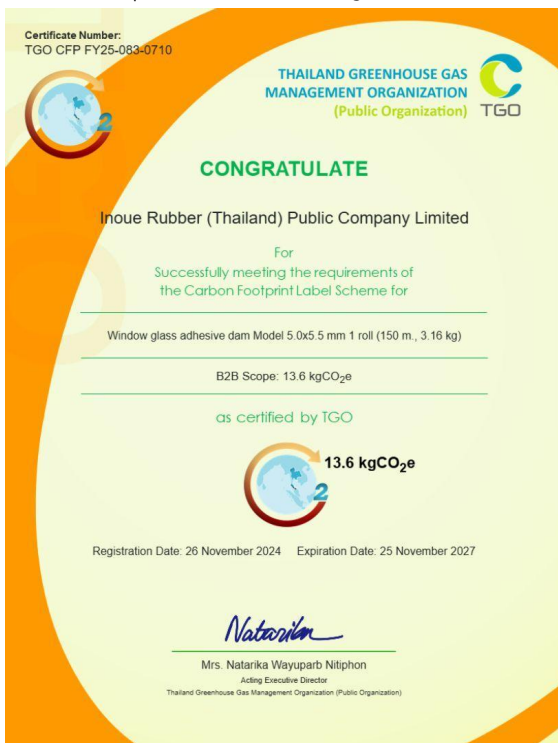 Certificate Number:
TGO CFP FY25-083-0710
2
THAILAND GREENHOUSE GAS
MANAGEMENT ORGANIZATION
(Public Organization)
TGO
CONGRATULATE
Inoue Rubber (Thailand) Public Company Limited
For
Successfully meeting the requirements of
the Carbon Footprint Label Scheme for
Window glass adhesive dam Model 5.0x5.5 mm 1 roll (150 m., 3.16 kg)
B2B Scope: 13.6 kgCO₂e
as certified by TGO
13.6 kgCO₂e
2
Registration Date: 26 November 2024 Expiration Date: 25 November 2027
Natarika
Mrs. Natarika Wayuparb Nitiphon
Acting Executive Director
Thailand Greenhouse Gas Management Organization (Public Organization)